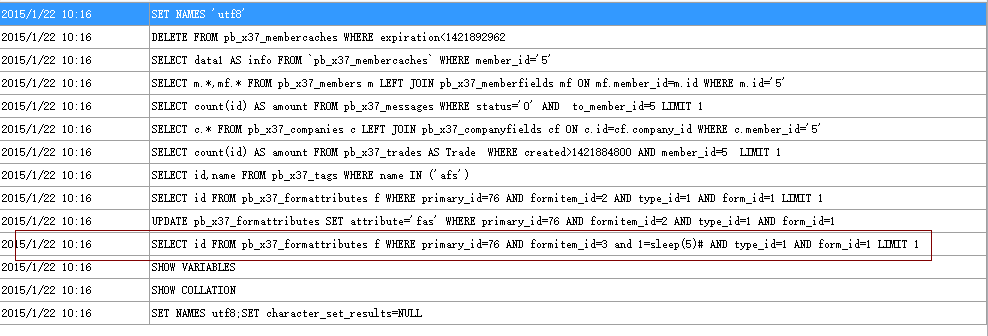 2015/1/22 10:16 SET NAMES 'utf8'
2015/1/22 10:16 DELETE FROM pb_x37_membercaches WHERE expiration<1421892962
2015/1/22 10:16 SELECT data1 AS info FROM `pb_x37_membercaches` WHERE member_id='5'
2015/1/22 10:16 SELECT m.*,mf.* FROM pb_x37_members m LEFT JOIN pb_x37_memberfields mf ON mf.member_id=m.id WHERE m.id='5'
2015/1/22 10:16 SELECT count(id) AS amount FROM pb_x37_messages WHERE status='0' AND  to_member_id=5 LIMIT 1
2015/1/22 10:16 SELECT c.* FROM pb_x37_companies c LEFT JOIN pb_x37_companyfields cf ON c.id=cf.company_id WHERE c.member_id='5'
2015/1/22 10:16 SELECT count(id) AS amount FROM pb_x37_trades AS Trade  WHERE created>1421884800 AND member_id=5  LIMIT 1
2015/1/22 10:16 SELECT id,name FROM pb_x37_tags WHERE name IN ('afs')
2015/1/22 10:16 SELECT id FROM pb_x37_formattributes f WHERE primary_id=76 AND formitem_id=2 AND type_id=1 AND form_id=1 LIMIT 1
2015/1/22 10:16 UPDATE pb_x37_formattributes SET attribute='fas' WHERE primary_id=76 AND formitem_id=2 AND type_id=1 AND form_id=1
2015/1/22 10:16 SELECT id FROM pb_x37_formattributes f WHERE primary_id=76 AND formitem_id=3 and 1=sleep(5)# AND type_id=1 AND form_id=1 LIMIT 1
2015/1/22 10:16 SHOW VARIABLES
2015/1/22 10:16 SHOW COLLATION
2015/1/22 10:16 SET NAMES utf8;SET character_set_results=NULL